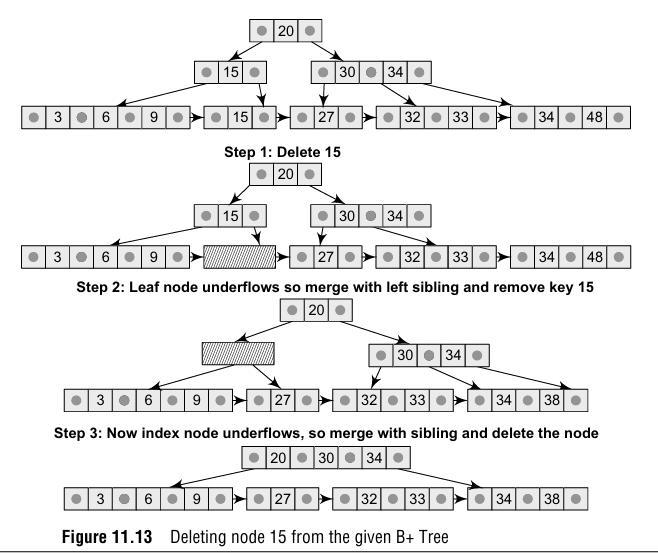 20
15 30 34
3 6 9 15 27 32 33 34 48
Step 1: Delete 15
20
15 30 34
3 6 9 27 32 33 34 48
Step 2: Leaf node underflows so merge with left sibling and remove key 15
20
30 34
3 6 9 27 32 33 34 38
Step 3: Now index node underflows, so merge with sibling and delete the node
20 30 34
3 6 9 27 32 33 34 38
Figure 11.13 Deleting node 15 from the given B+ Tree